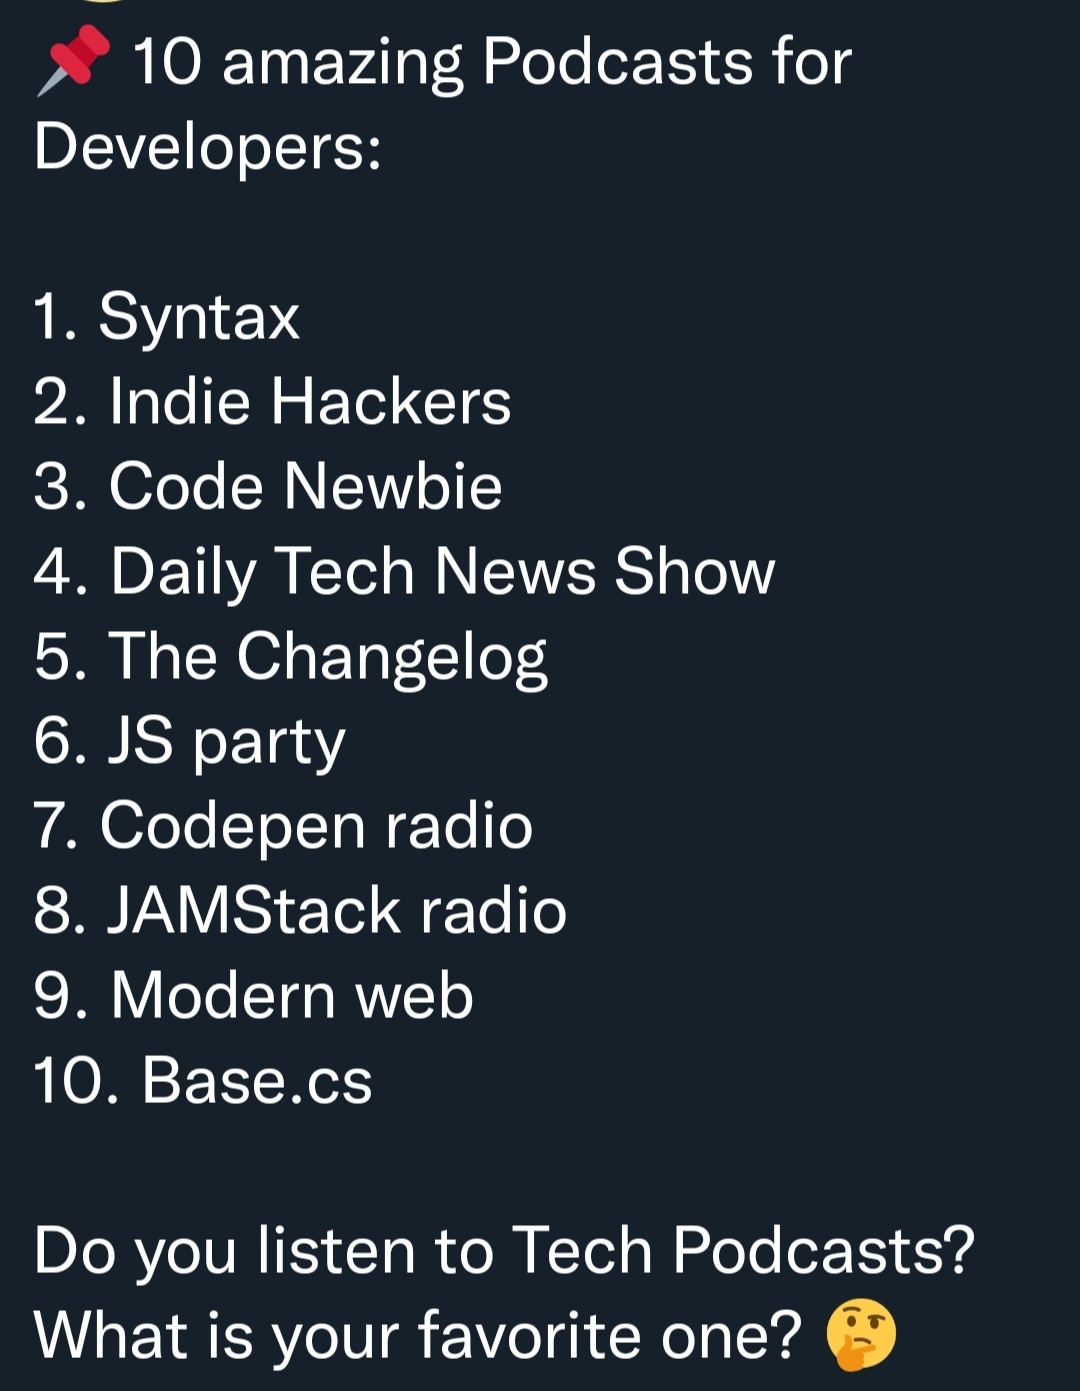 📌 10 amazing Podcasts for
Developers:
1. Syntax
2. Indie Hackers
3. Code Newbie
4. Daily Tech News Show
5. The Changelog
6. JS party
7. Codepen radio
8. JAMStack radio
9. Modern web
10. Base.cs
Do you listen to Tech Podcasts?
What is your favorite one? 🤔